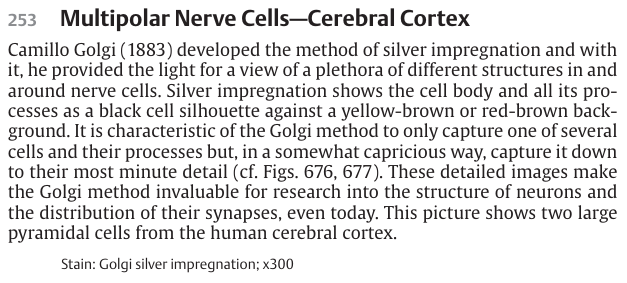 253 Multipolar Nerve Cells—Cerebral Cortex
Camillo Golgi (1883) developed the method of silver impregnation and with
it, he provided the light for a view of a plethora of different structures in and
around nerve cells. Silver impregnation shows the cell body and all its pro-
cesses as a black cell silhouette against a yellow-brown or red-brown back-
ground. It is characteristic of the Golgi method to only capture one of several
cells and their processes but, in a somewhat capricious way, capture it down
to their most minute detail (cf. Figs. 676, 677). These detailed images make
the Golgi method invaluable for research into the structure of neurons and
the distribution of their synapses, even today. This picture shows two large
pyramidal cells from the human cerebral cortex.
Stain: Golgi silver impregnation; x300